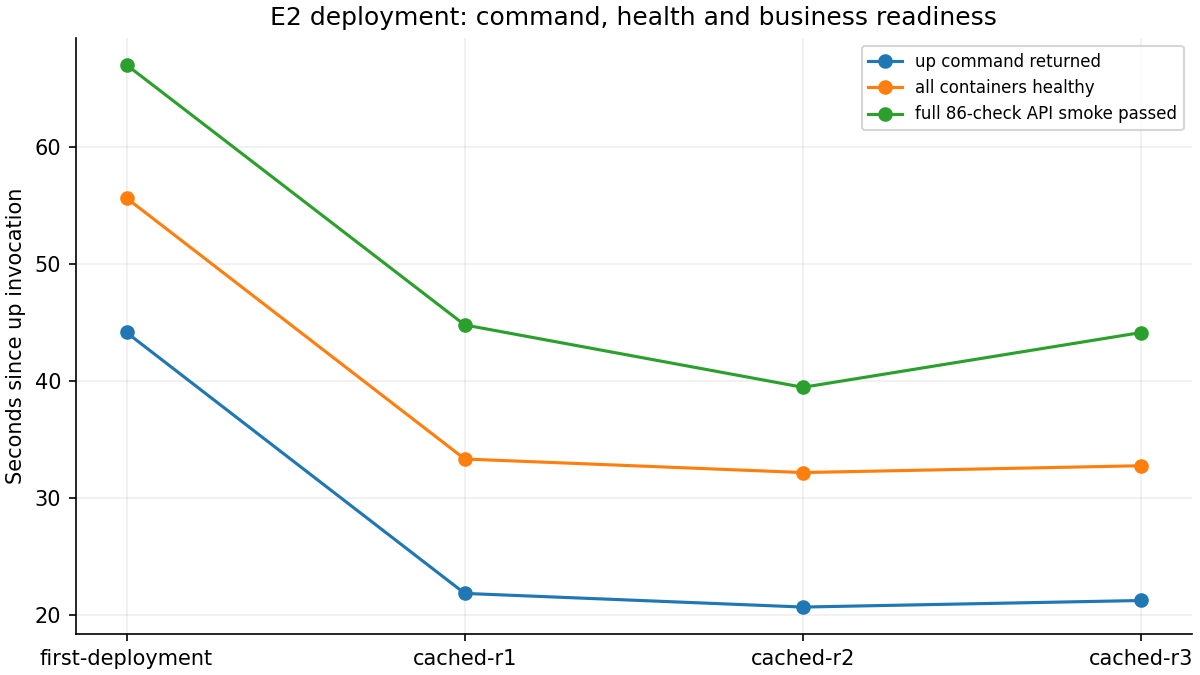 E2 deployment: command, health and business readiness
up command returned
all containers healthy
full 86-check API smoke passed
Seconds since up invocation
60
50
40
30
20
first-deployment
cached-r1
cached-r2
cached-r3